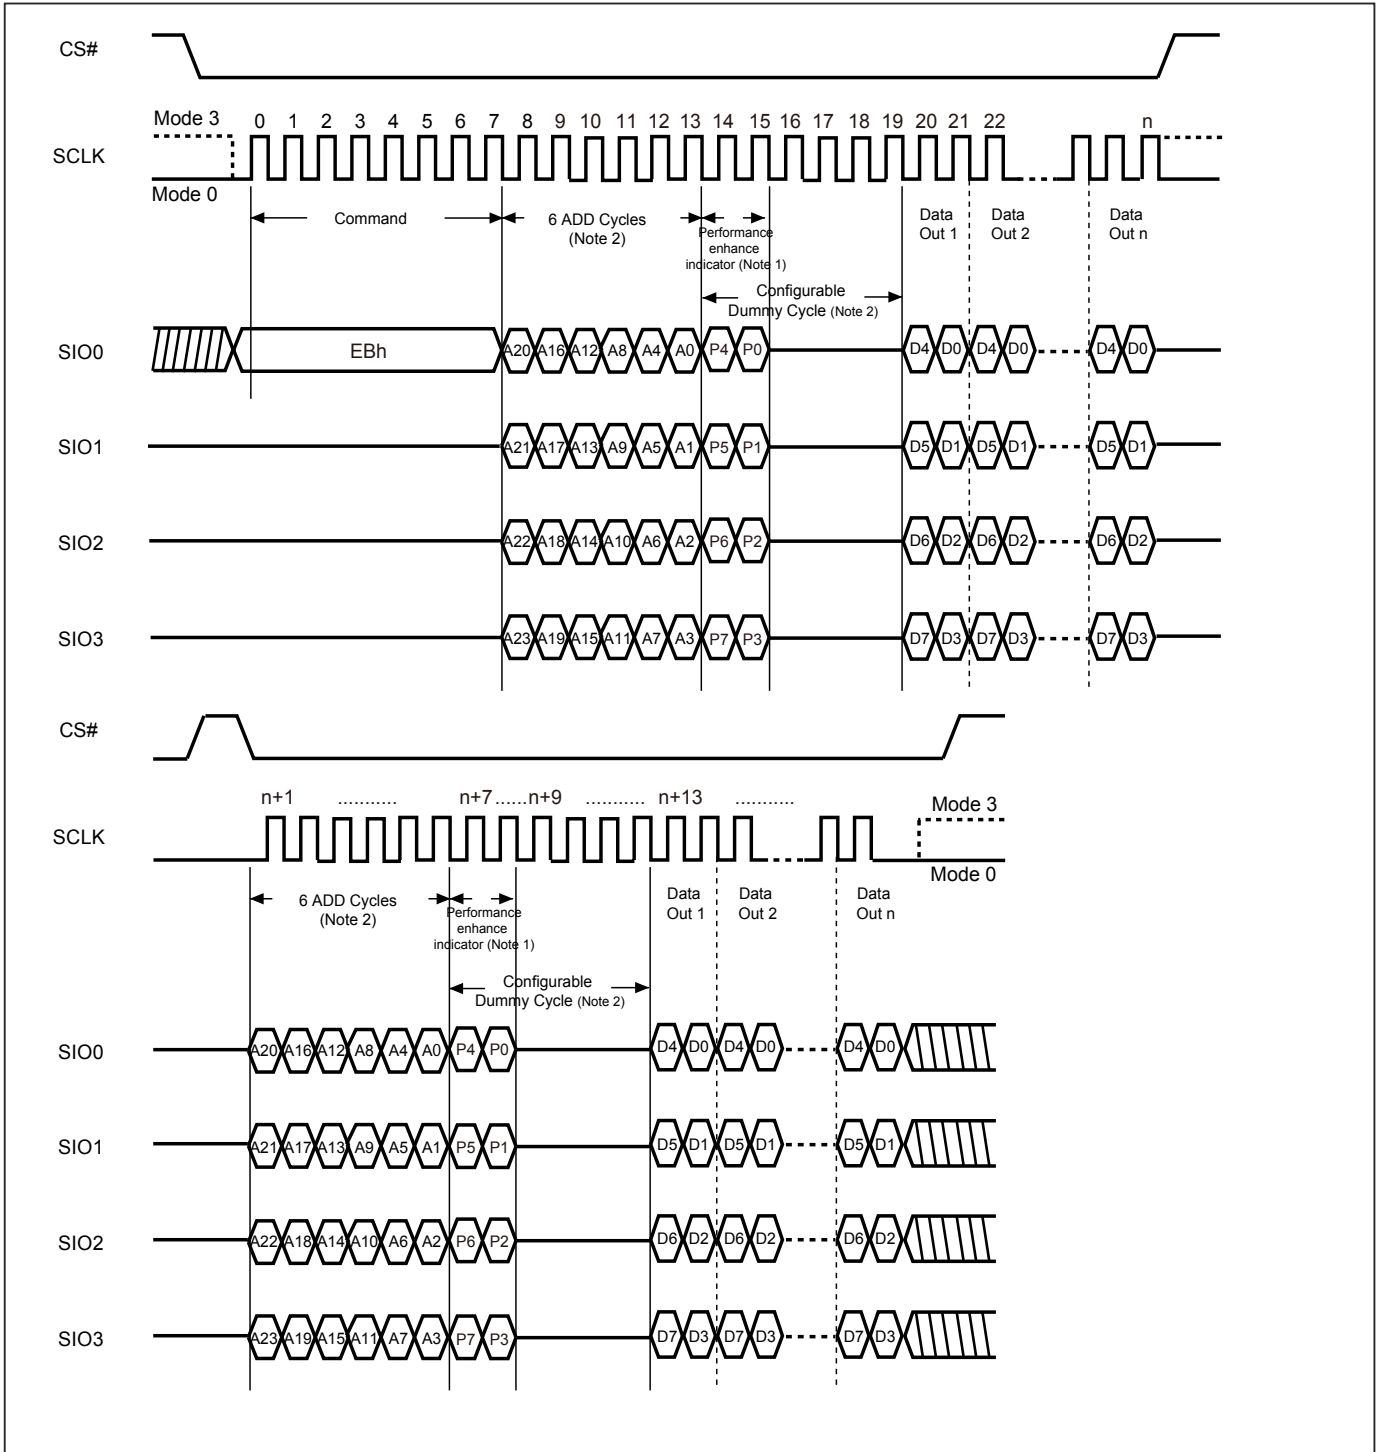 CS#
Mode 3
0 1 2 3 4 5 6 7 8 9 10 11 12 13 14 15 16 17 18 19 20 21 22 n
SCLK
Mode 0
Command
6 ADD Cycles
(Note 2)
Performance
enhance
indicator (Note 1)
Data
Out 1
Data
Out 2
Data
Out n
Configurable
Dummy Cycle (Note 2)
SIO0 EBh A20 A16 A12 A8 A4 A0 P4 P0 D4 D0 D4 D0 D4 D0
SIO1 A21 A17 A13 A9 A5 A1 P5 P1 D5 D1 D5 D1 D5 D1
SIO2 A22 A18 A14 A10 A6 A2 P6 P2 D6 D2 D6 D2 D6 D2
SIO3 A23 A19 A15 A11 A7 A3 P7 P3 D7 D3 D7 D3 D7 D3
CS#
n+1 ........... n+7 ......n+9 ........... n+13 ...........
Mode 3
SCLK
Mode 0
6 ADD Cycles
(Note 2)
Performance
enhance
indicator (Note 1)
Data
Out 1
Data
Out 2
Data
Out n
Configurable
Dummy Cycle (Note 2)
SIO0 A20 A16 A12 A8 A4 A0 P4 P0 D4 D0 D4 D0 D4 D0
SIO1 A21 A17 A13 A9 A5 A1 P5 P1 D5 D1 D5 D1 D5 D1
SIO2 A22 A18 A14 A10 A6 A2 P6 P2 D6 D2 D6 D2 D6 D2
SIO3 A23 A19 A15 A11 A7 A3 P7 P3 D7 D3 D7 D3 D7 D3